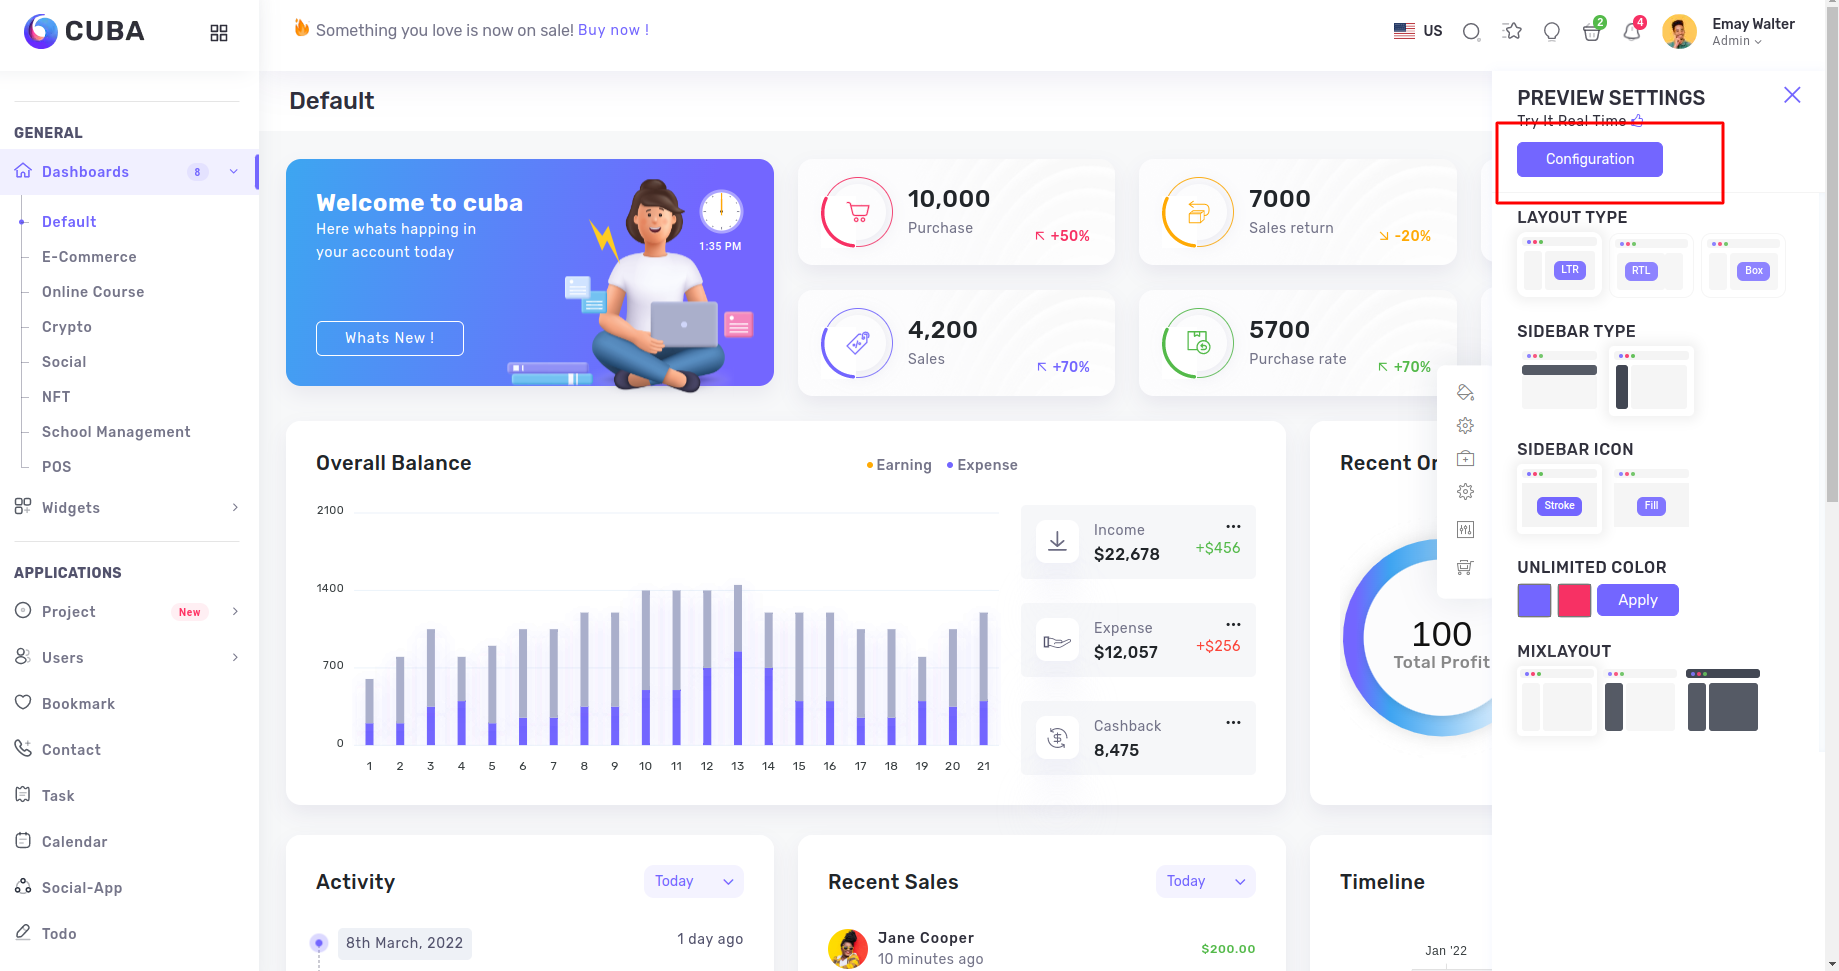 CUBA
Something you love is now on sale! Buy now !
US
2
4
Emay Walter
Admin
Default
GENERAL
Dashboards 8
Default
E-Commerce
Online Course
Crypto
Social
NFT
School Management
POS
Widgets
APPLICATIONS
Project New
Users
Bookmark
Contact
Task
Calendar
Social-App
Todo
Welcome to cuba
Here whats happing in
your account today
1:35 PM
Whats New !
10,000
Purchase
+50%
7000
Sales return
-20%
4,200
Sales
+70%
5700
Purchase rate
+70%
Overall Balance
Earning Expense
2100
1400
700
0
1 2 3 4 5 6 7 8 9 10 11 12 13 14 15 16 17 18 19 20 21
Income
$22,678
+$456
Expense
$12,057
+$256
Cashback
8,475
Recent Or
100
Total Profit
Activity
Today
8th March, 2022
1 day ago
Recent Sales
Today
Jane Cooper
10 minutes ago
$200.00
Timeline
Jan '22
PREVIEW SETTINGS
Try It Real Time
Configuration
LAYOUT TYPE
LTR
RTL
Box
SIDEBAR TYPE
SIDEBAR ICON
Stroke
Fill
UNLIMITED COLOR
Apply
MIXLAYOUT